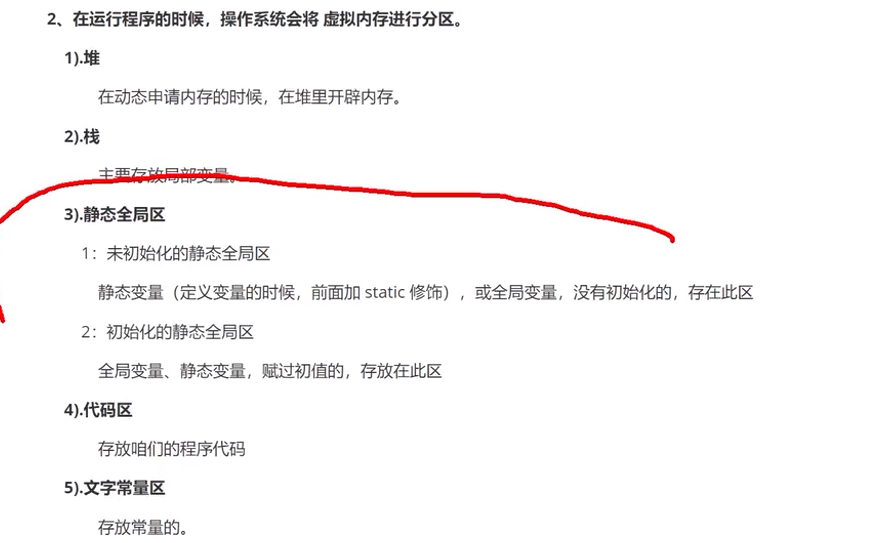 2、在运行程序的时候，操作系统会将 虚拟内存进行分区。
1).堆
在动态申请内存的时候，在堆里开辟内存。
2).栈
主要存放局部变量。
3).静态全局区
1：未初始化的静态全局区
静态变量（定义变量的时候，前面加 static 修饰），或全局变量，没有初始化的，存在此区
2：初始化的静态全局区
全局变量、静态变量，赋过初值的，存放在此区
4).代码区
存放咱们的程序代码
5).文字常量区
存放常量的。